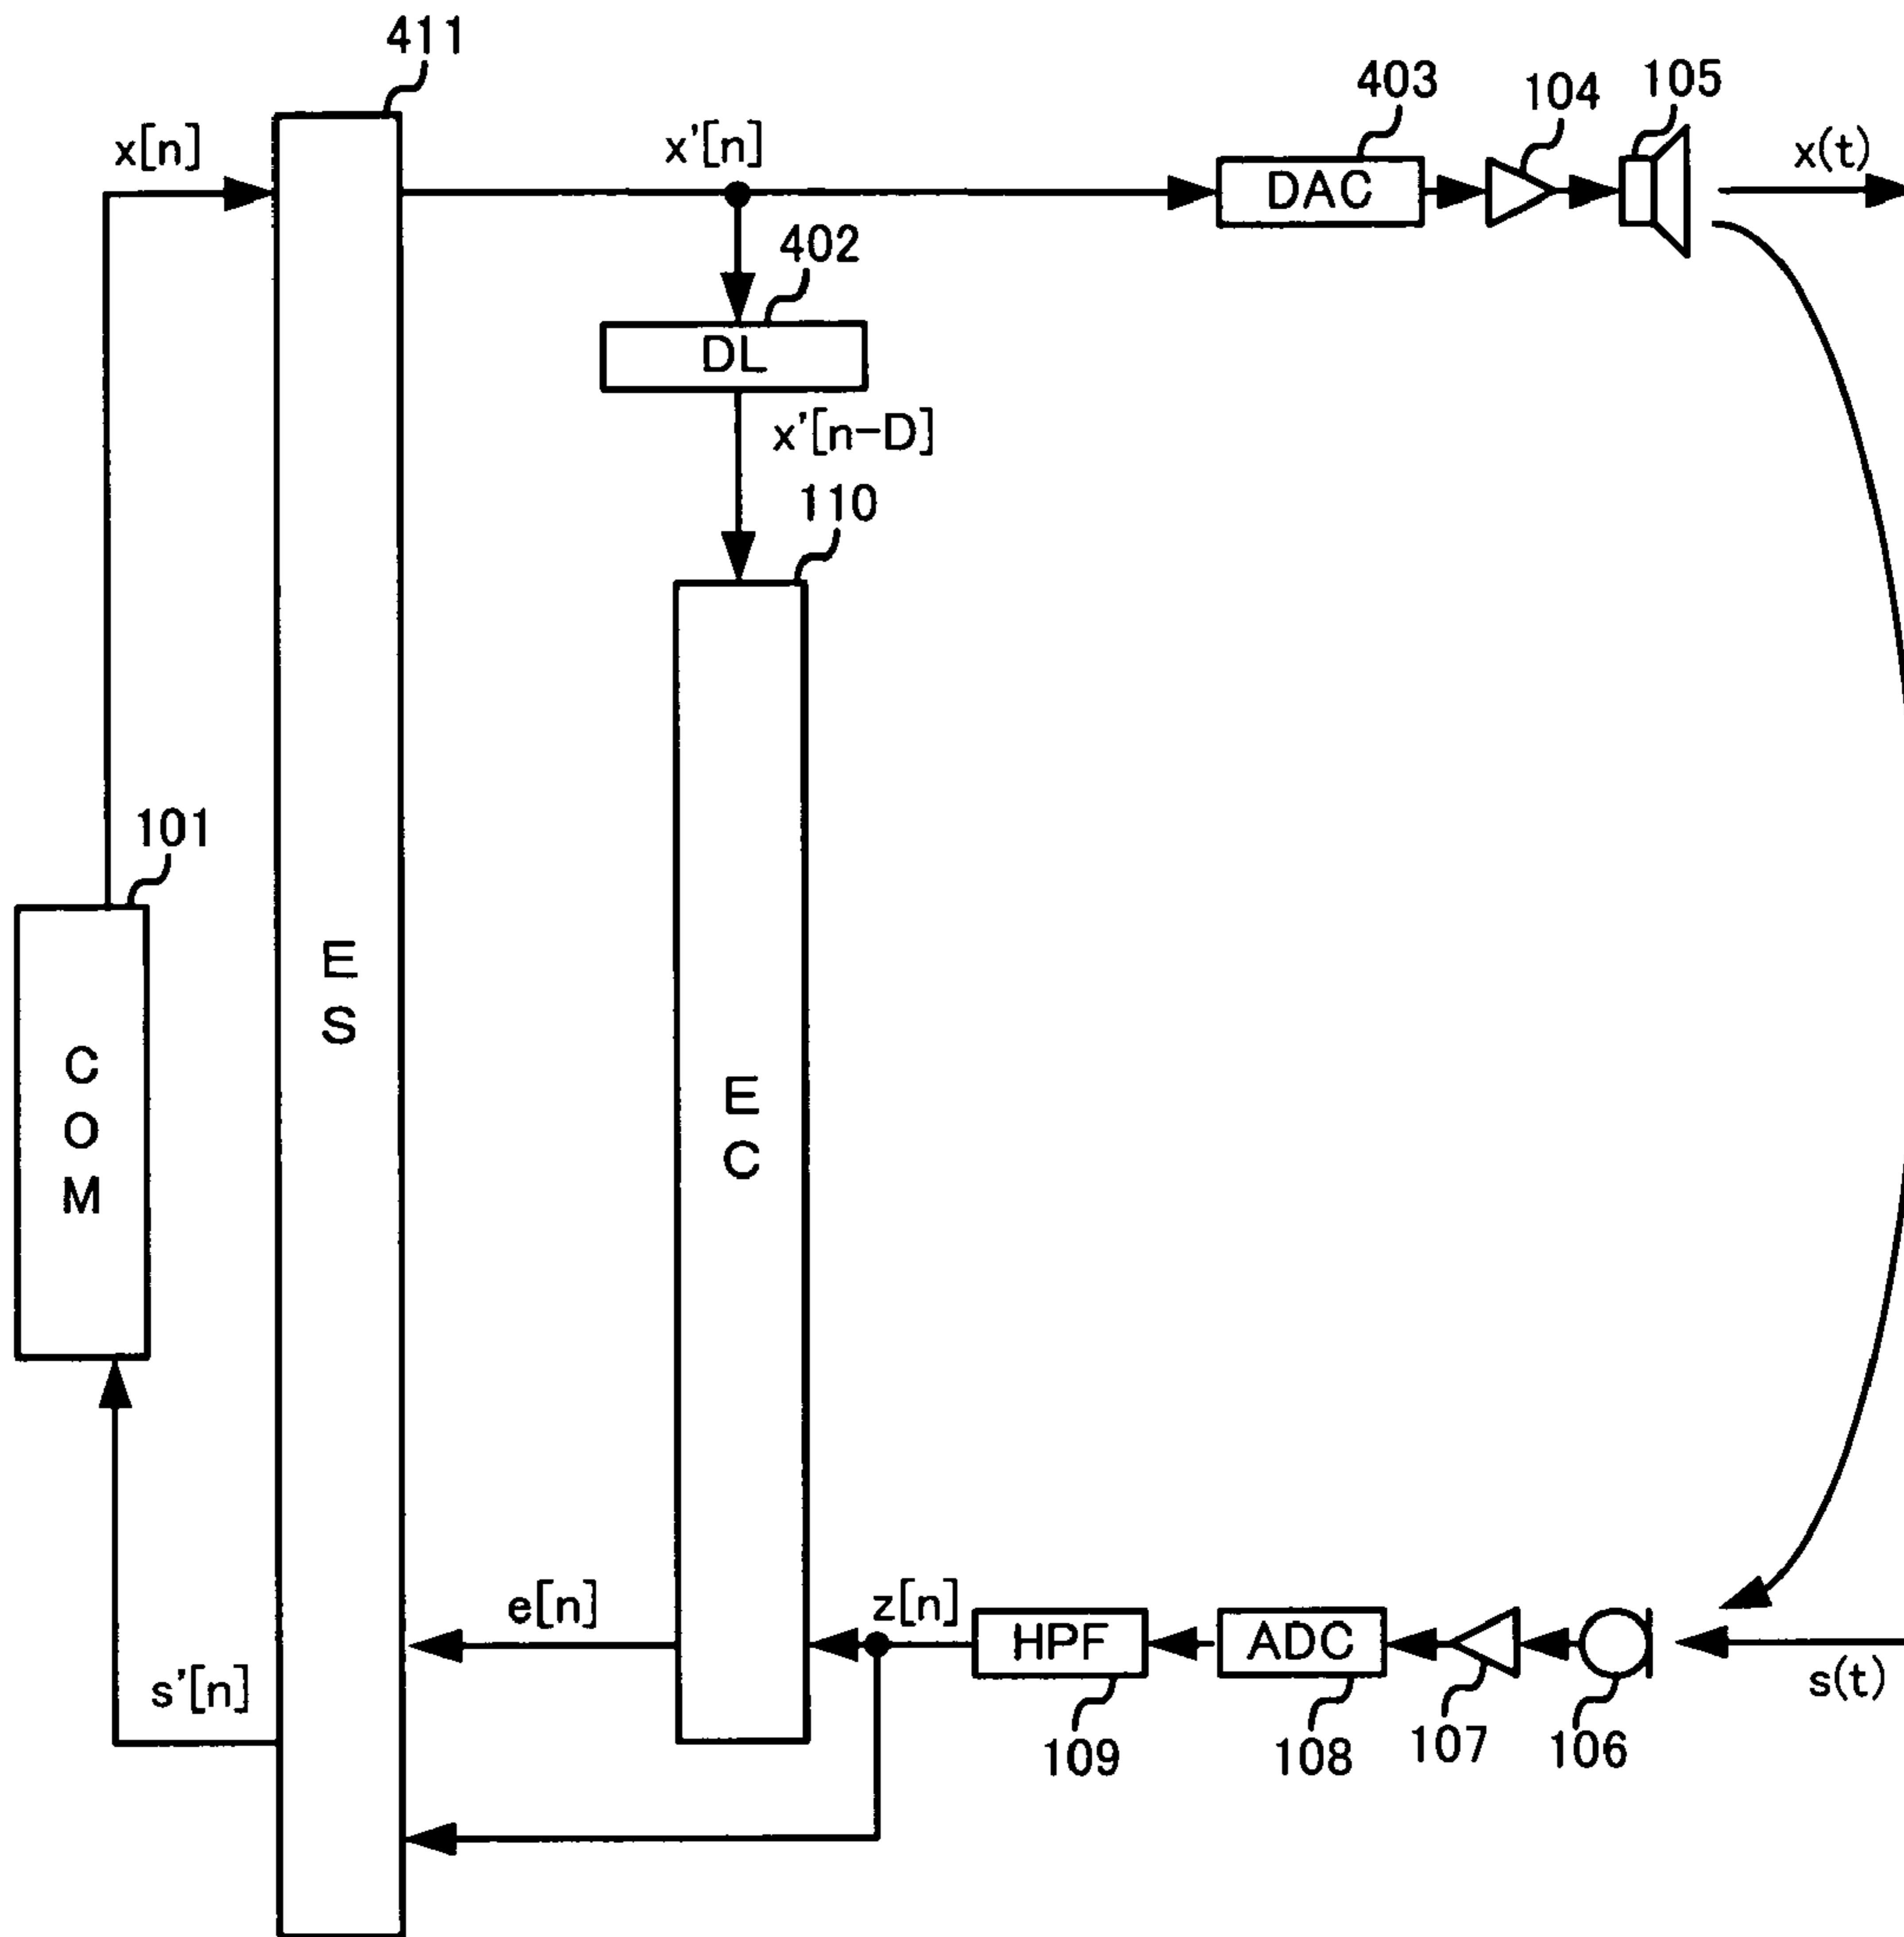 411
403
104
105
x[n]
x'[n]
x(t)
DAC
402
DL
x'[n-D]
110
101
E
S
C
O
M
E
C
e[n]
z[n]
HPF
ADC
s'[n]
s(t)
109
108
107
106